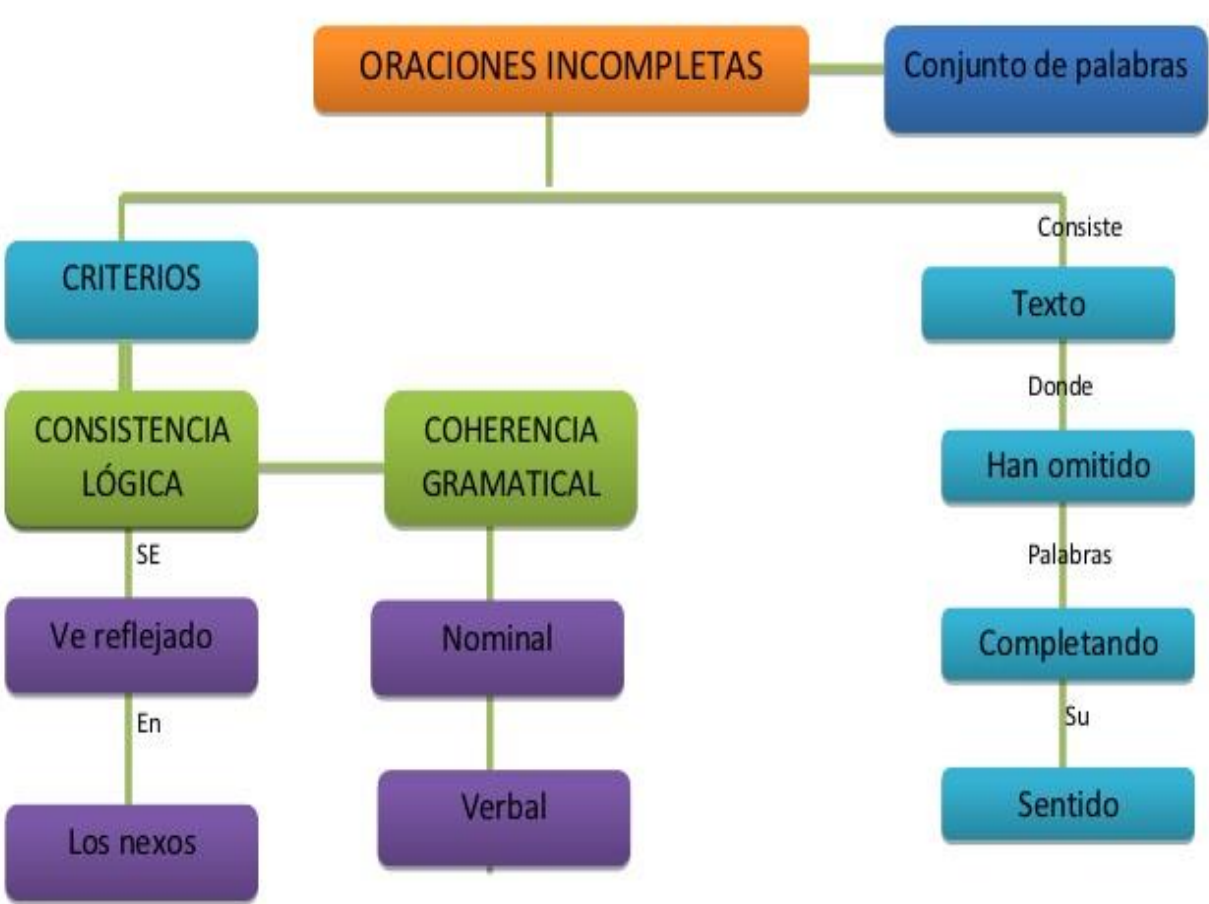 ORACIONES INCOMPLETAS
Conjunto de palabras
CRITERIOS
CONSISTENCIA
LÓGICA
SE
Ve reflejado
En
Los nexos
COHERENCIA
GRAMATICAL
Nominal
Verbal
Consiste
Texto
Donde
Han omitido
Palabras
Completando
Su
Sentido